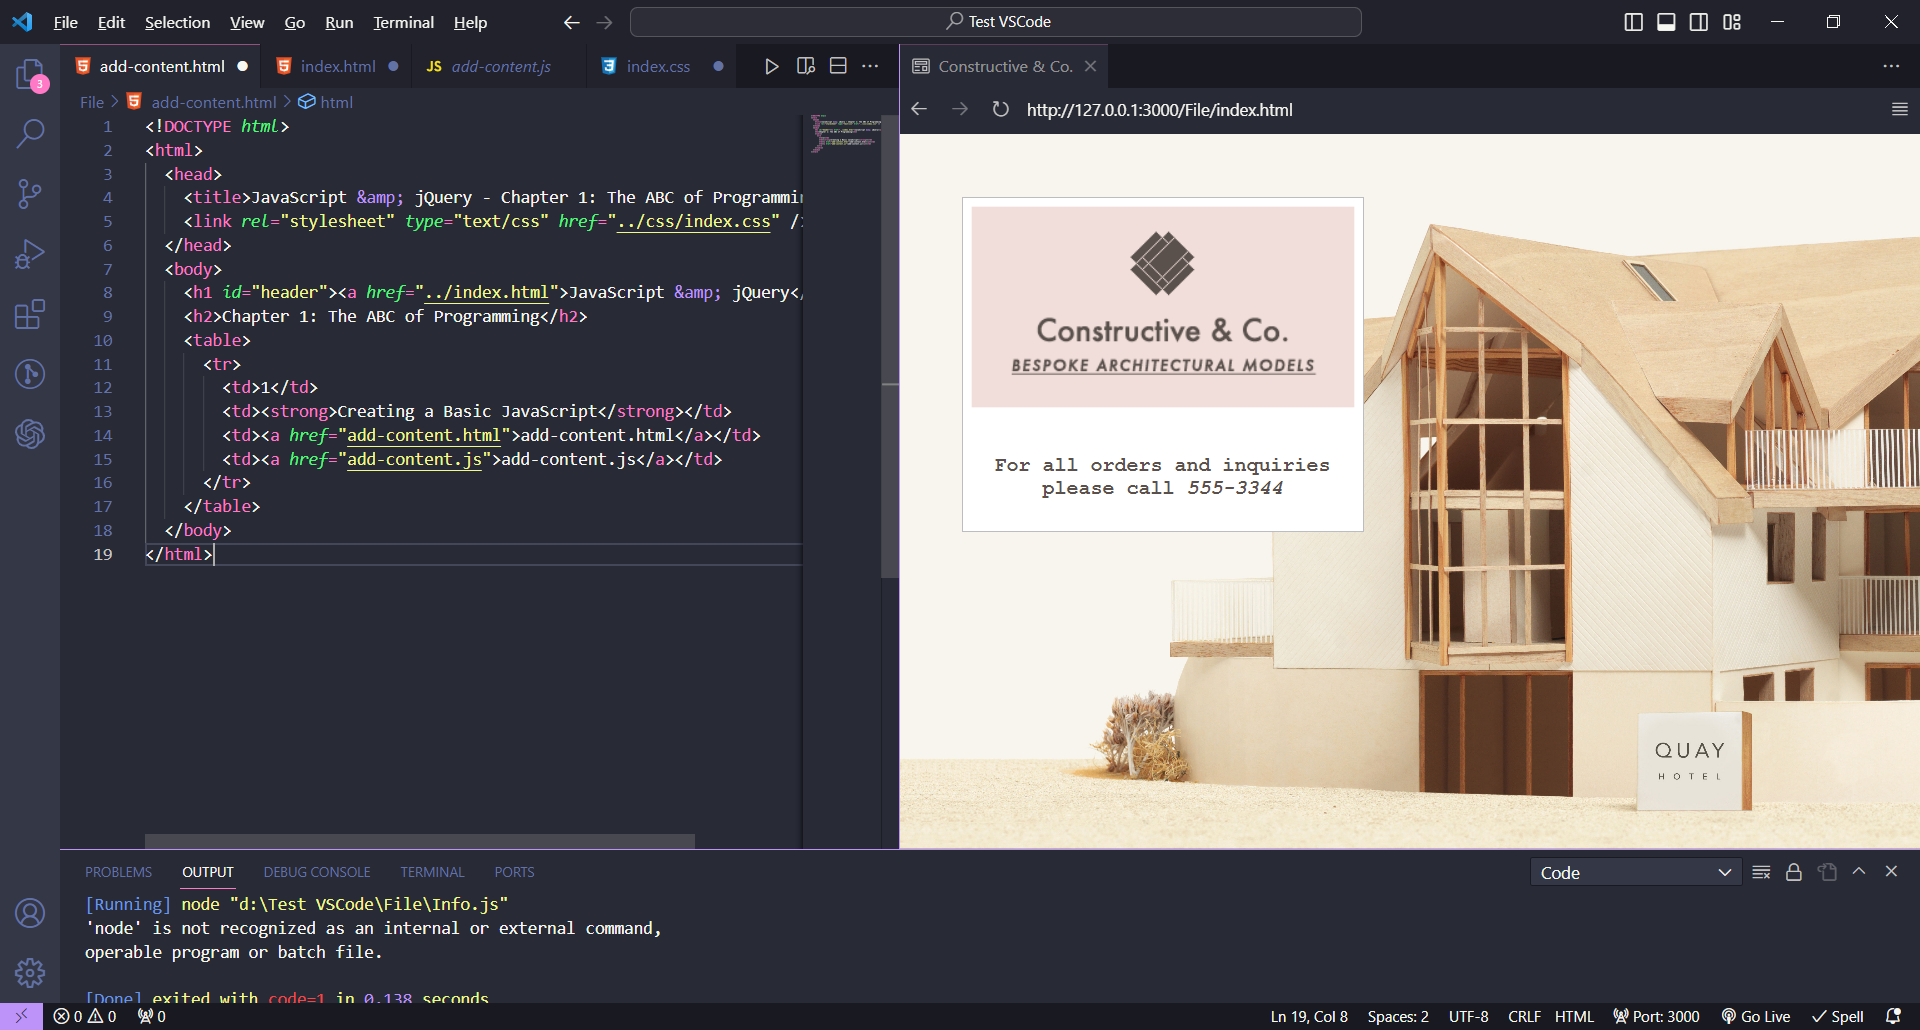 File Edit Selection View Go Run Terminal Help
Test VSCode
3
add-content.html
index.html
JS add-content.js
index.css
File > add-content.html > html
1 <!DOCTYPE html>
2 <html>
3 <head>
4 <title>JavaScript &amp; jQuery - Chapter 1: The ABC of Programmin
5 <link rel="stylesheet" type="text/css" href="../css/index.css" /
6 </head>
7 <body>
8 <h1 id="header"><a href="../index.html">JavaScript &amp; jQuery</
9 <h2>Chapter 1: The ABC of Programming</h2>
10 <table>
11 <tr>
12 <td>1</td>
13 <td><strong>Creating a Basic JavaScript</strong></td>
14 <td><a href="add-content.html">add-content.html</a></td>
15 <td><a href="add-content.js">add-content.js</a></td>
16 </tr>
17 </table>
18 </body>
19 </html>
Constructive & Co.
http://127.0.0.1:3000/File/index.html
Constructive & Co.
BESPOKE ARCHITECTURAL MODELS
For all orders and inquiries
please call 555-3344
QUAY
HOTEL
PROBLEMS OUTPUT DEBUG CONSOLE TERMINAL PORTS
Code
[Running] node "d:\Test VSCode\File\Info.js"
'node' is not recognized as an internal or external command,
operable program or batch file.
[Done] exited with code=1 in 0.138 seconds
0 0 0
Ln 19, Col 8 Spaces: 2 UTF-8 CRLF HTML Port: 3000 Go Live Spell